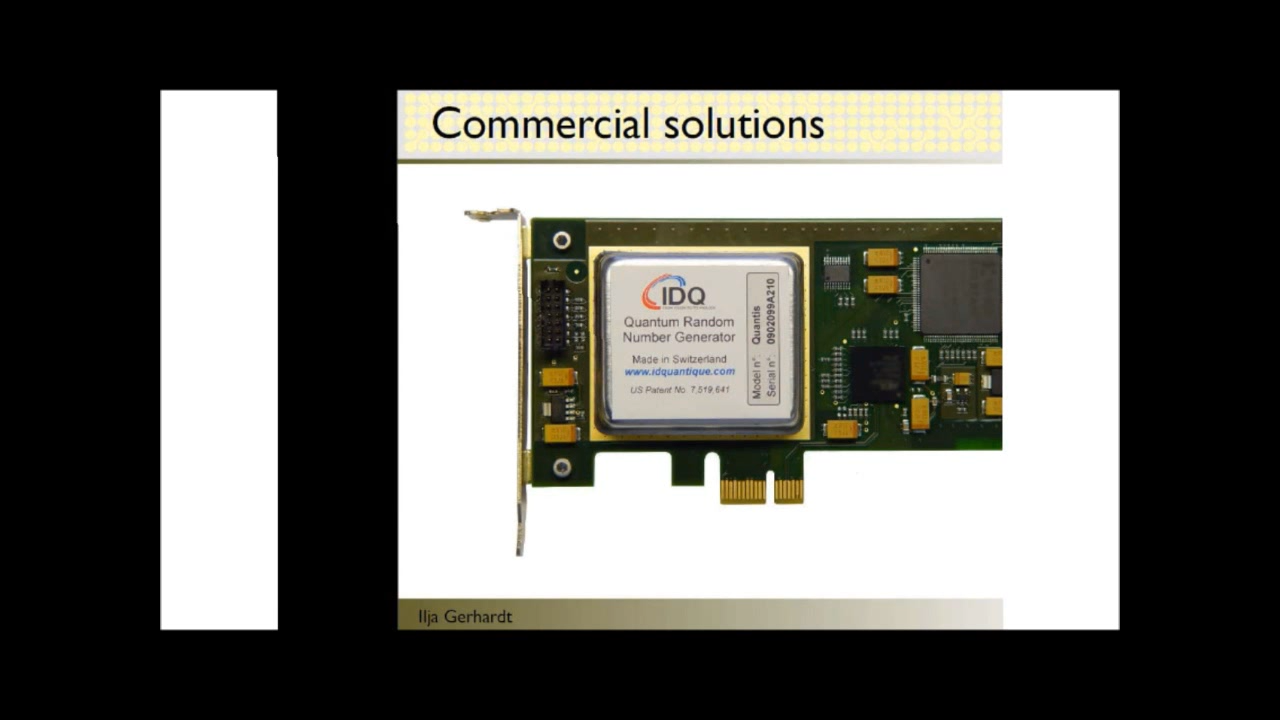 Commercial solutions
IDQ
Quantum Random
Number Generator
Made in Switzerland
www.idquantique.com
US Patent No. 7,519,641
Model n°: Quantis
Serial n°: 0902099A210
Ilja Gerhardt